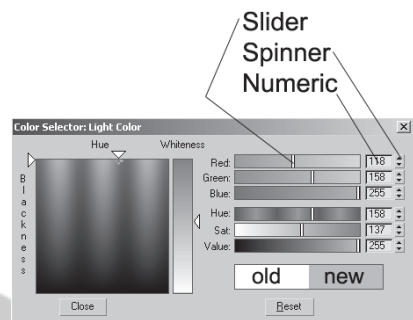 Slider
Spinner
Numeric
Color Selector: Light Color
Hue
Whiteness
Blackness
Red: 118
Green: 158
Blue: 255
Hue: 158
Sat: 137
Value: 255
old new
Close
Reset